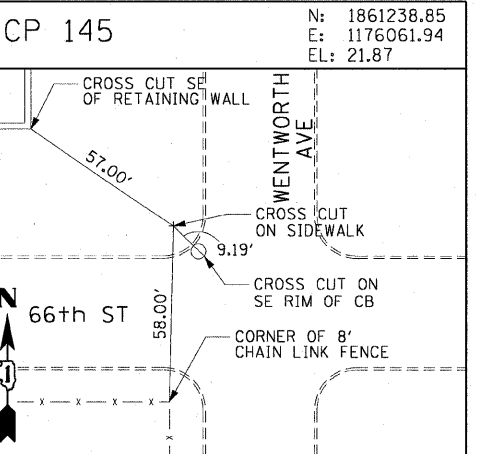 CP 145
N: 1861238.85
E: 1176061.94
EL: 21.87
CROSS CUT SE
OF RETAINING WALL
WENTWORTH
AVE
57.00'
CROSS CUT
ON SIDEWALK
9.19'
CROSS CUT ON
SE RIM OF CB
N
66th ST
58.00'
CORNER OF 8'
CHAIN LINK FENCE
1
x x x x
x